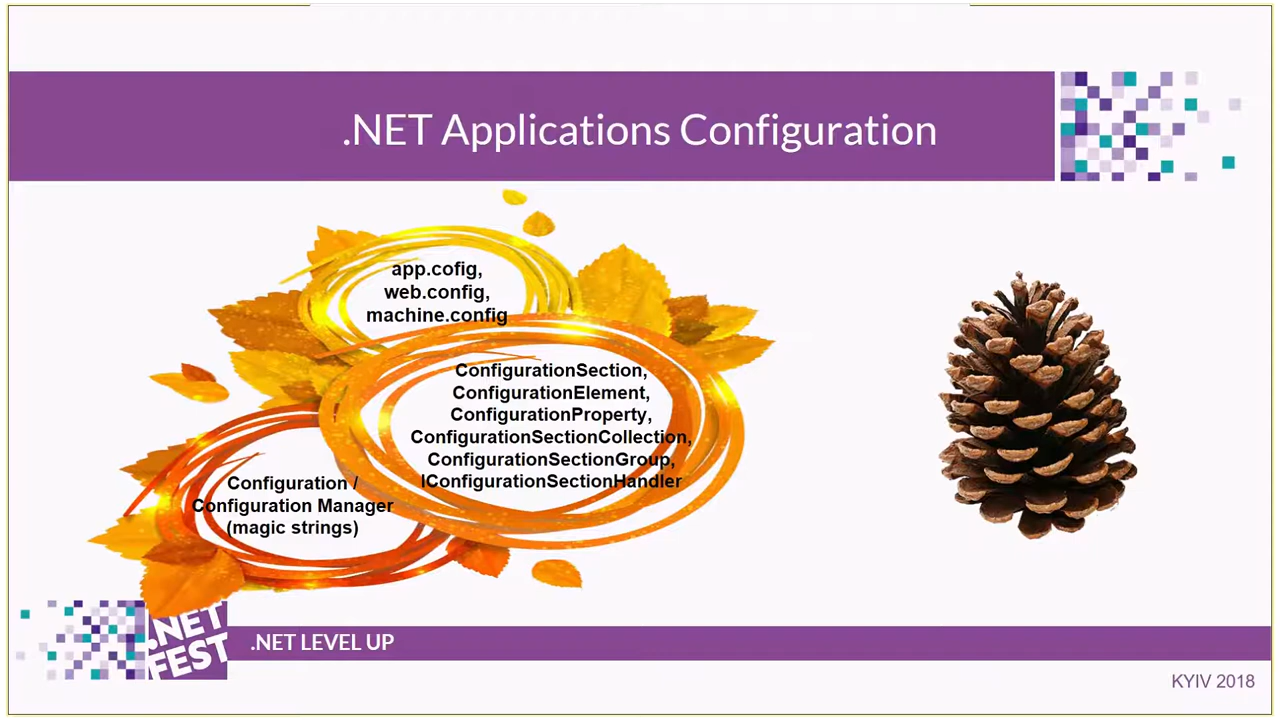 .NET Applications Configuration
app.cofig,
web.config,
machine.config
ConfigurationSection,
ConfigurationElement,
ConfigurationProperty,
ConfigurationSectionCollection,
ConfigurationSectionGroup,
IConfigurationSectionHandler
Configuration /
Configuration Manager
(magic strings)
.NET
FEST
.NET LEVEL UP
KYIV 2018